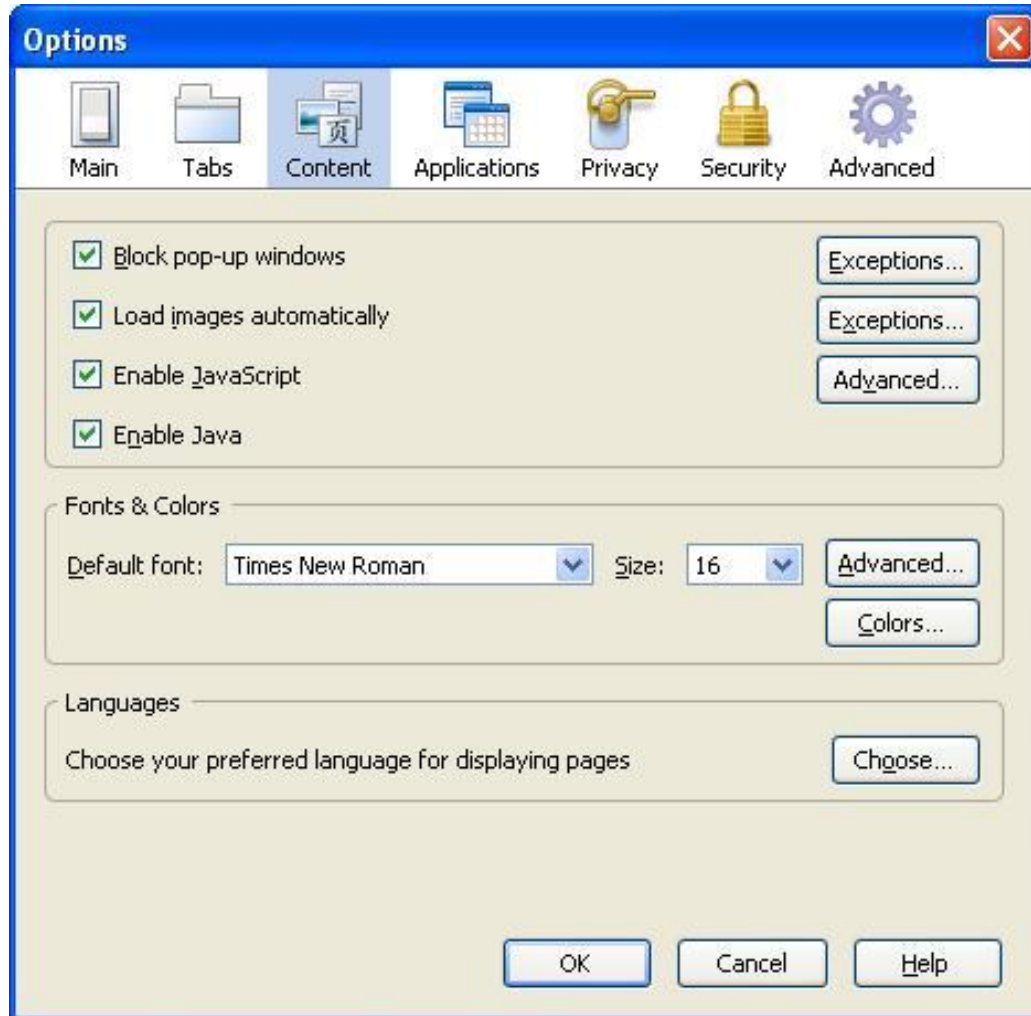 Options
页
Main Tabs Content Applications Privacy Security Advanced
Block pop-up windows Exceptions...
Load images automatically Exceptions...
Enable JavaScript Advanced...
Enable Java
Fonts & Colors
Default font: Times New Roman Size: 16 Advanced...
Colors...
Languages
Choose your preferred language for displaying pages Choose...
OK Cancel Help